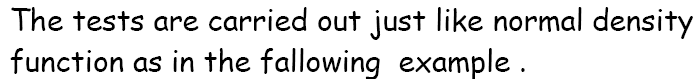 The tests are carried out just like normal density
function as in the fallowing example .